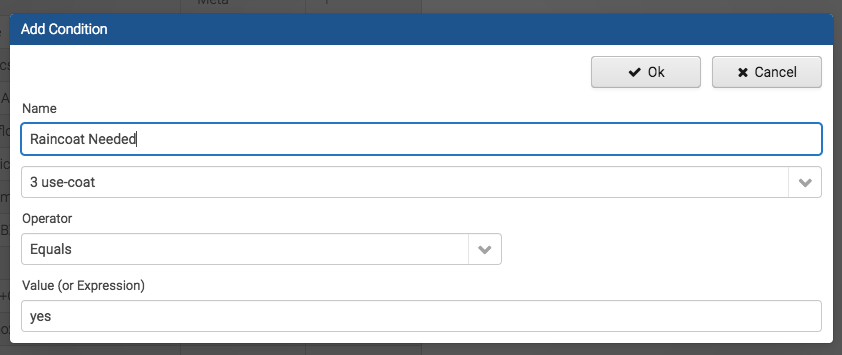 Meta
Add Condition
Ok
Cancel
Name
Raincoat Needed
3 use-coat
Operator
Equals
Value (or Expression)
yes